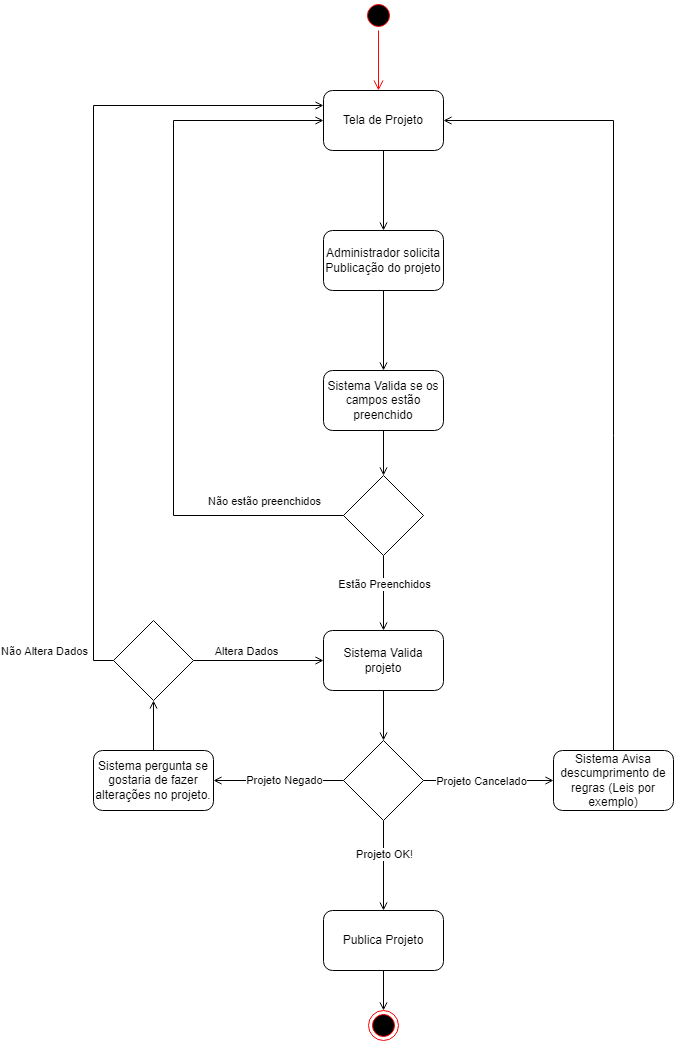 Tela de Projeto
Administrador solicita
Publicação do projeto
Sistema Valida se os
campos estão
preenchido
Não estão preenchidos
Estão Preenchidos
Não Altera Dados
Altera Dados
Sistema Valida
projeto
Sistema pergunta se
gostaria de fazer
alterações no projeto.
Projeto Negado
Projeto Cancelado
Sistema Avisa
descumprimento de
regras (Leis por
exemplo)
Projeto OK!
Publica Projeto